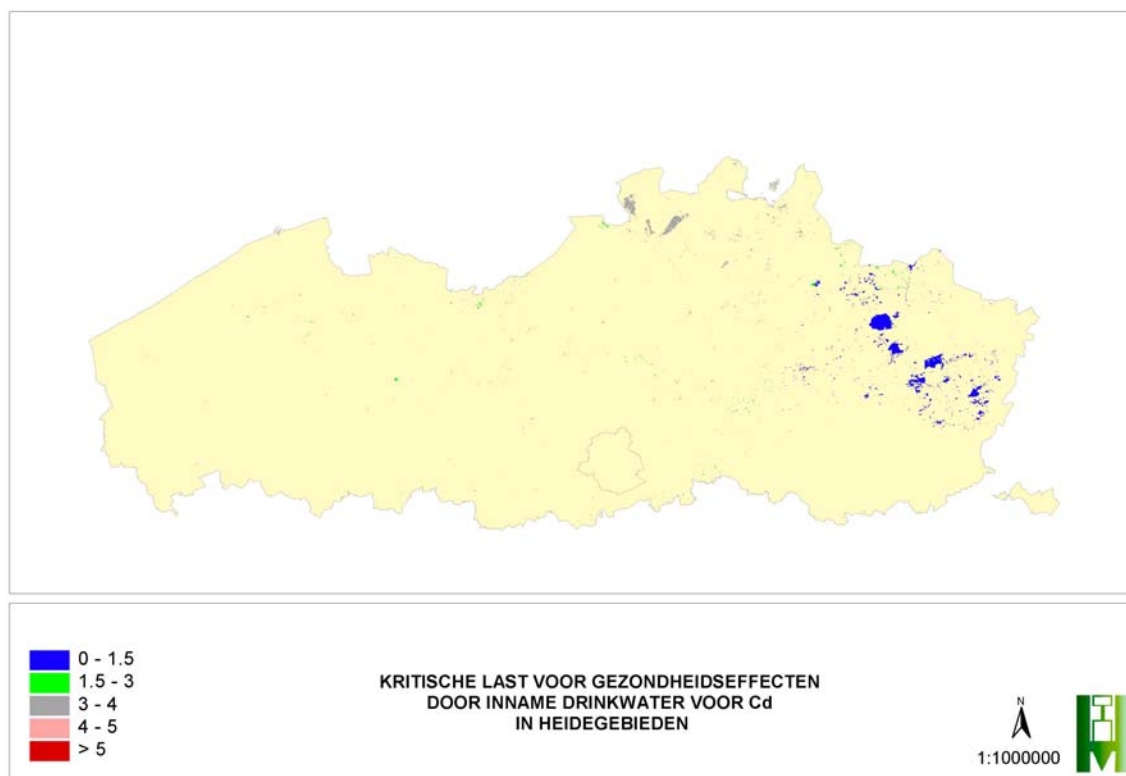 0 - 1.5
1.5 - 3
3 - 4
4 - 5
> 5
KRITISCHE LAST VOOR GEZONDHEIDSEFFECTEN
DOOR INNAME DRINKWATER VOOR Cd
IN HEIDEGEBIEDEN
N
1:1000000